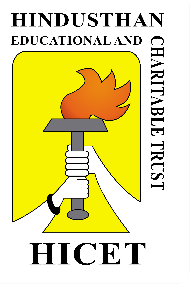 HINDUSTHAN
EDUCATIONAL AND
CHARITABLE TRUST
HICET